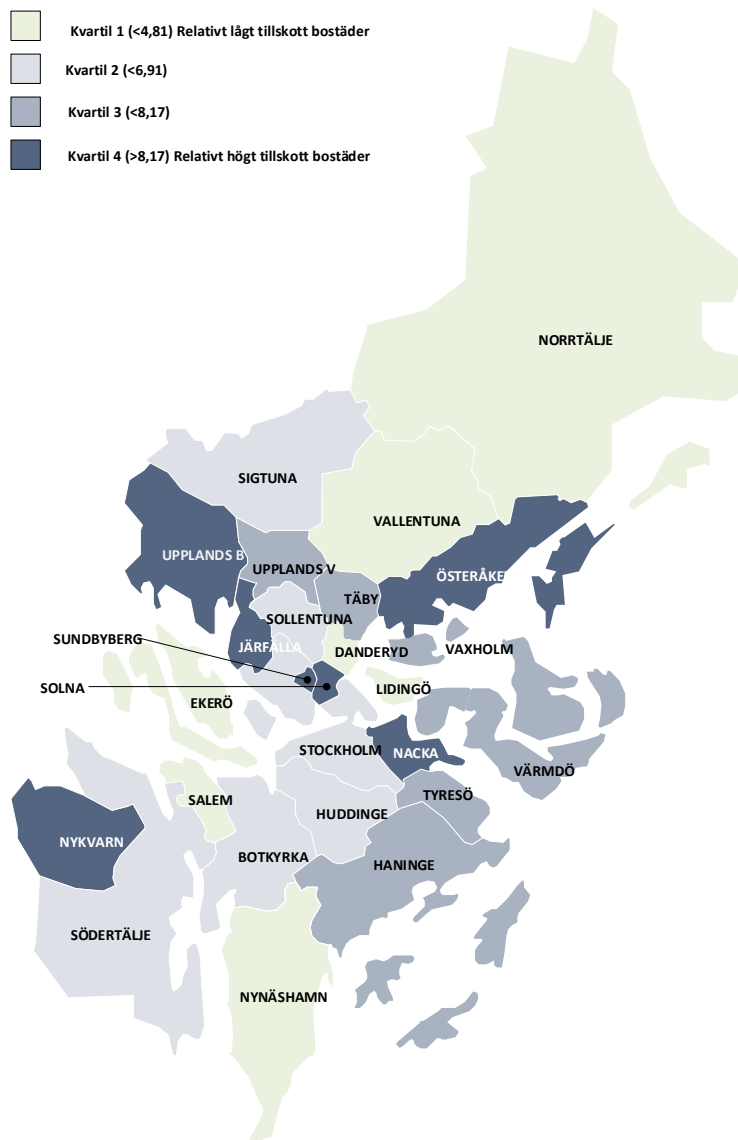 Kvartil 1 (<4,81) Relativt lågt tillskott bostäder
Kvartil 2 (<6,91)
Kvartil 3 (<8,17)
Kvartil 4 (>8,17) Relativt högt tillskott bostäder
NORRTÄLJE
SIGTUNA
VALLENTUNA
UPPLANDS B
UPPLANDS V
ÖSTERÅKE
TÄBY
SOLLENTUNA
SUNDBYBERG
JÄRFÄLLA
DANDERYD
VAXHOLM
SOLNA
EKERÖ
LIDINGÖ
STOCKHOLM
NACKA
VÄRMDÖ
SALEM
TYRESÖ
HUDDINGE
NYKVARN
BOTKYRKA
HANINGE
SÖDERTÄLJE
NYNÄSHAMN